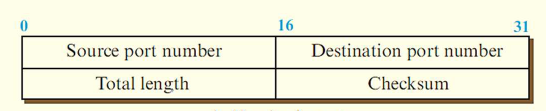 0 16 31
Source port number Destination port number
Total length Checksum